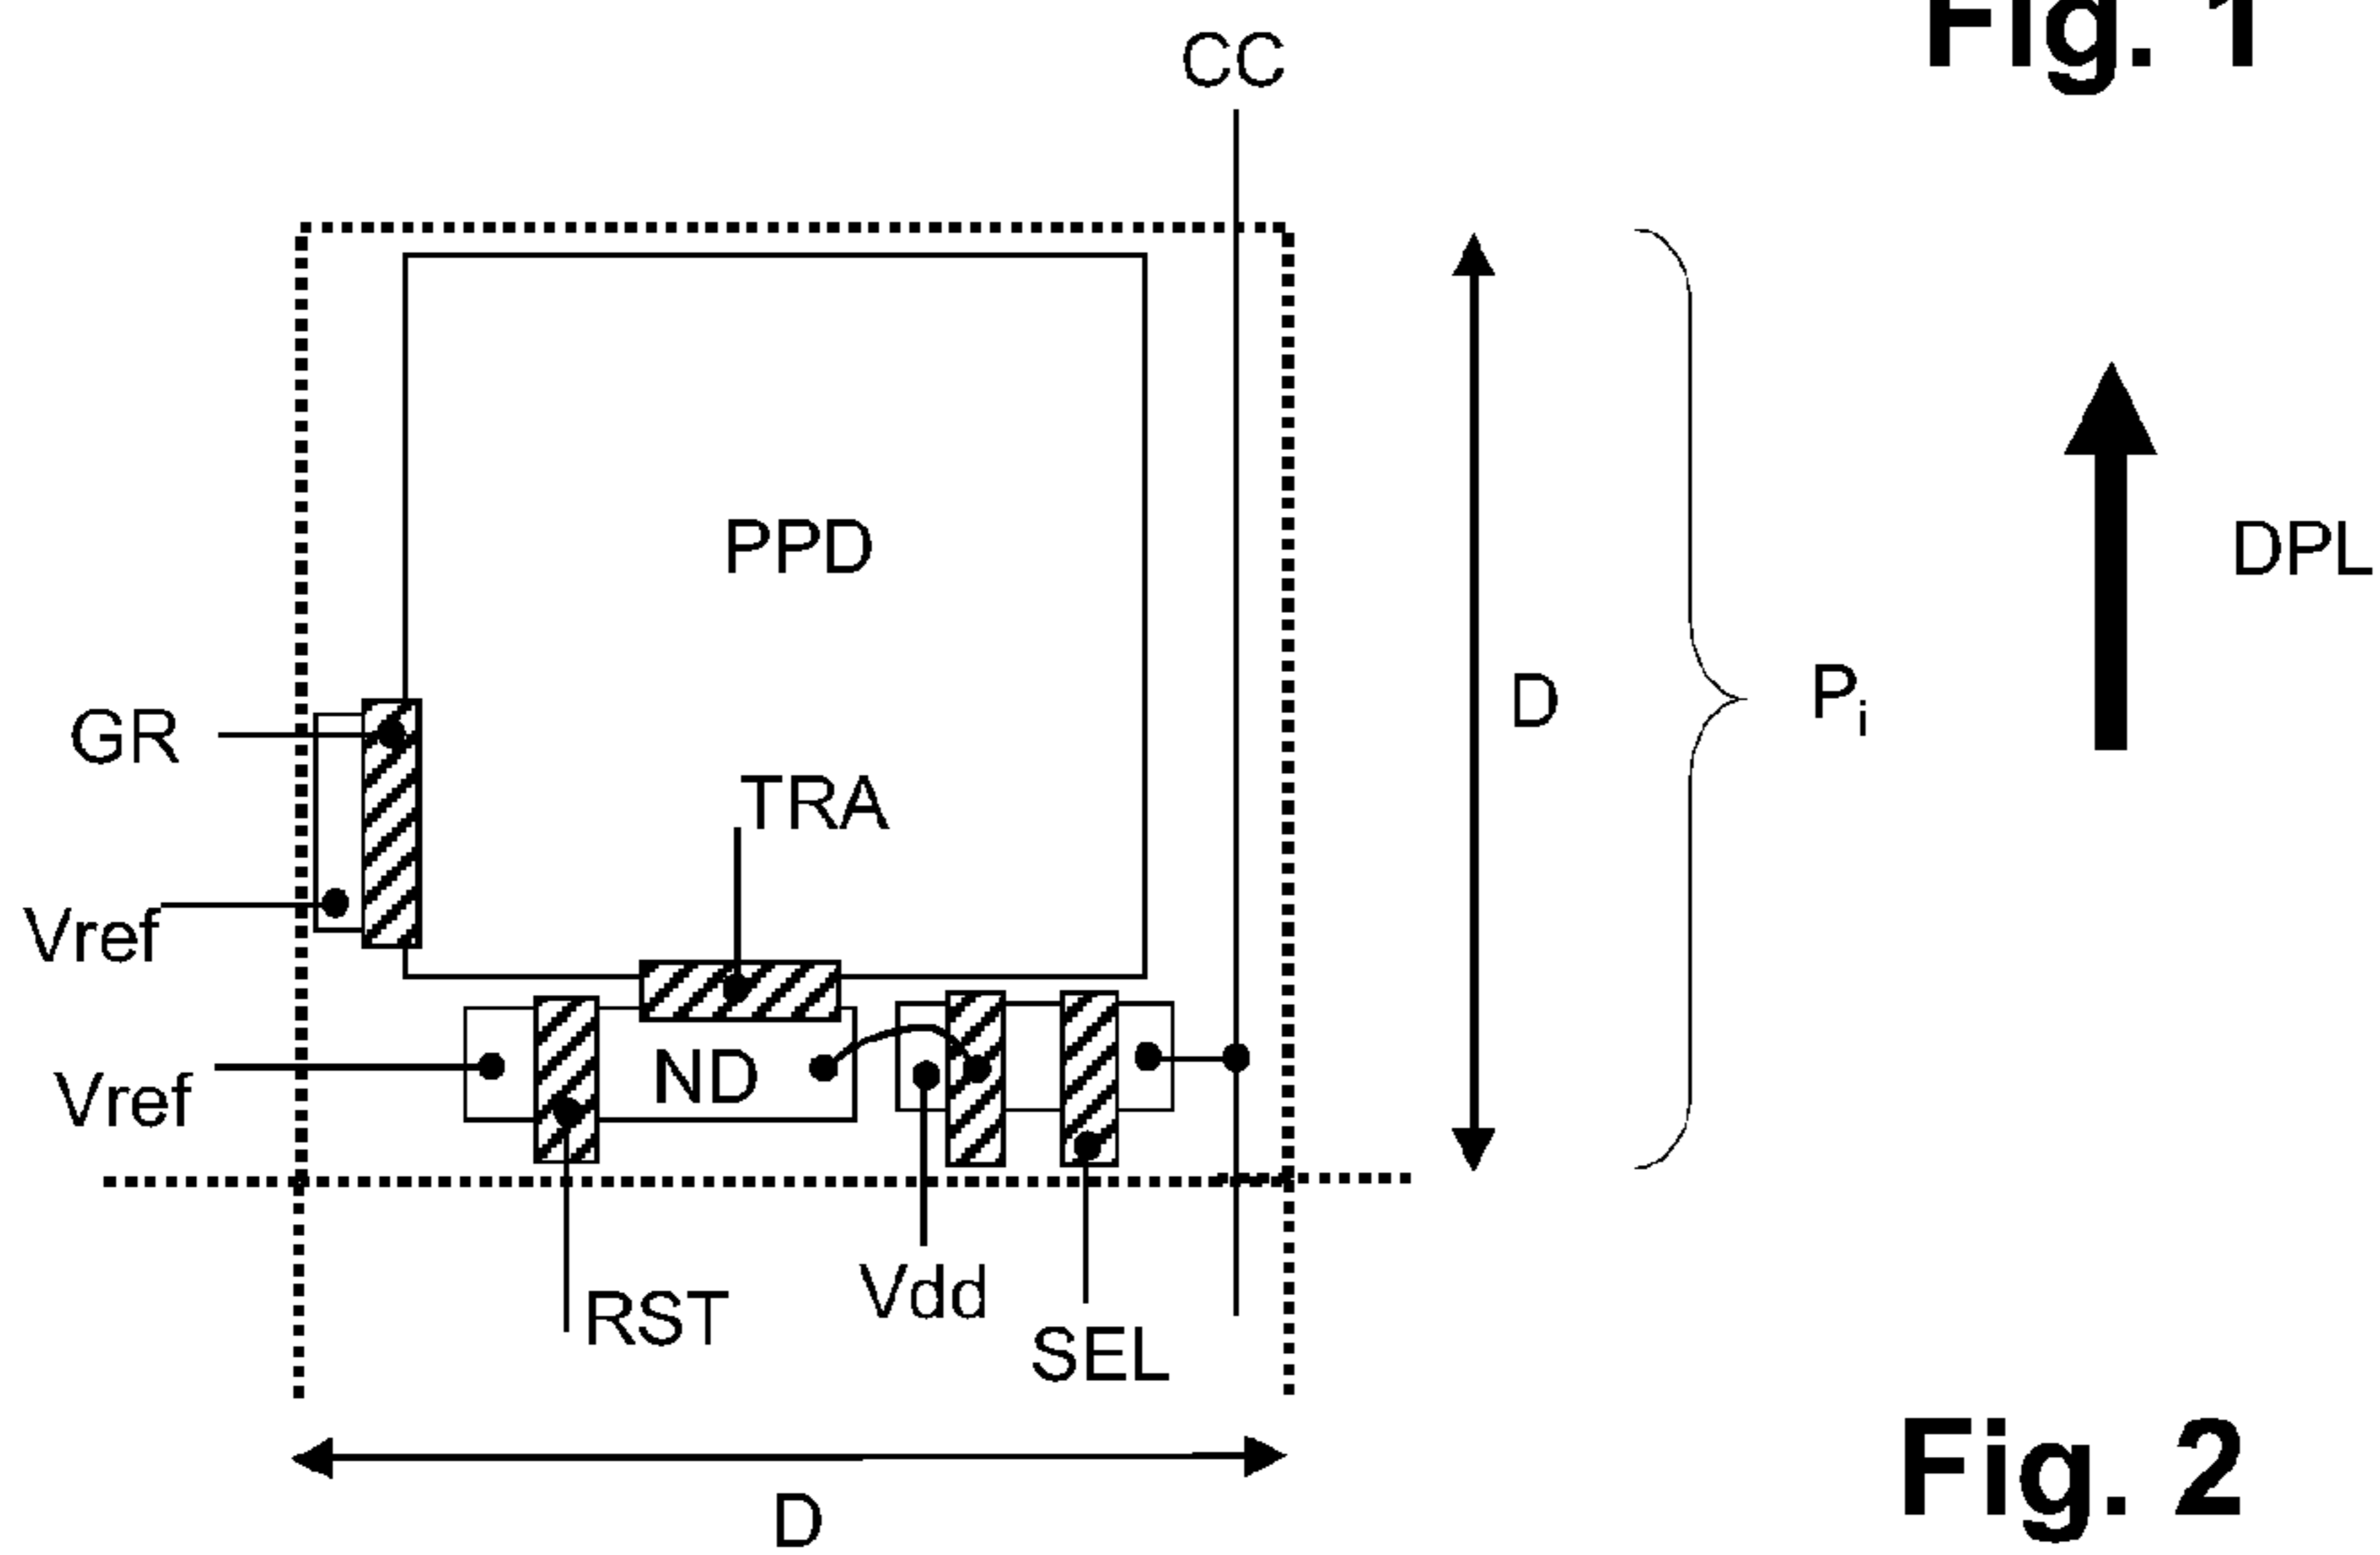 Fig. 1
CC
PPD
DPL
GR
D
Pi
TRA
Vref
ND
Vref
Vdd
RST
SEL
Fig. 2
D